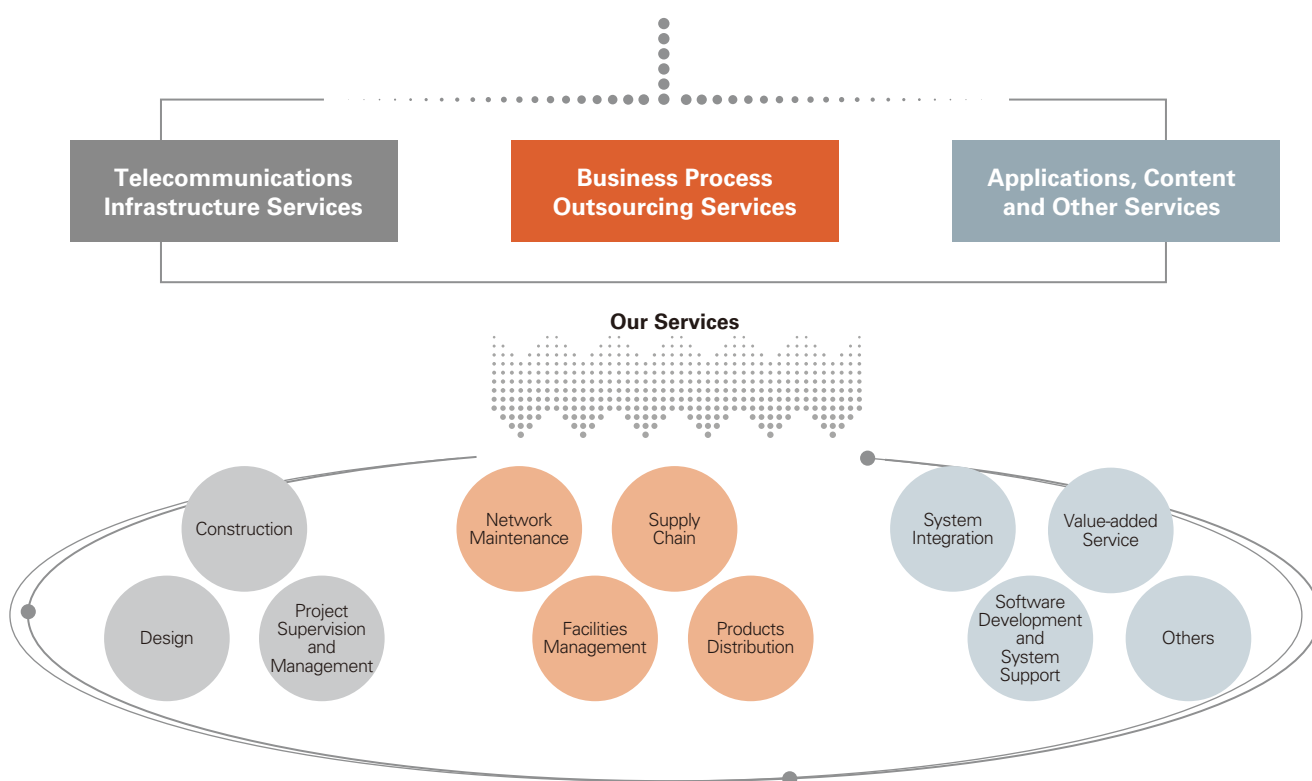 Telecommunications
Infrastructure Services
Business Process
Outsourcing Services
Applications, Content
and Other Services
Our Services
Construction
Design
Project
Supervision
and
Management
Network
Maintenance
Supply
Chain
Facilities
Management
Products
Distribution
System
Integration
Value-added
Service
Software
Development
and
System
Support
Others